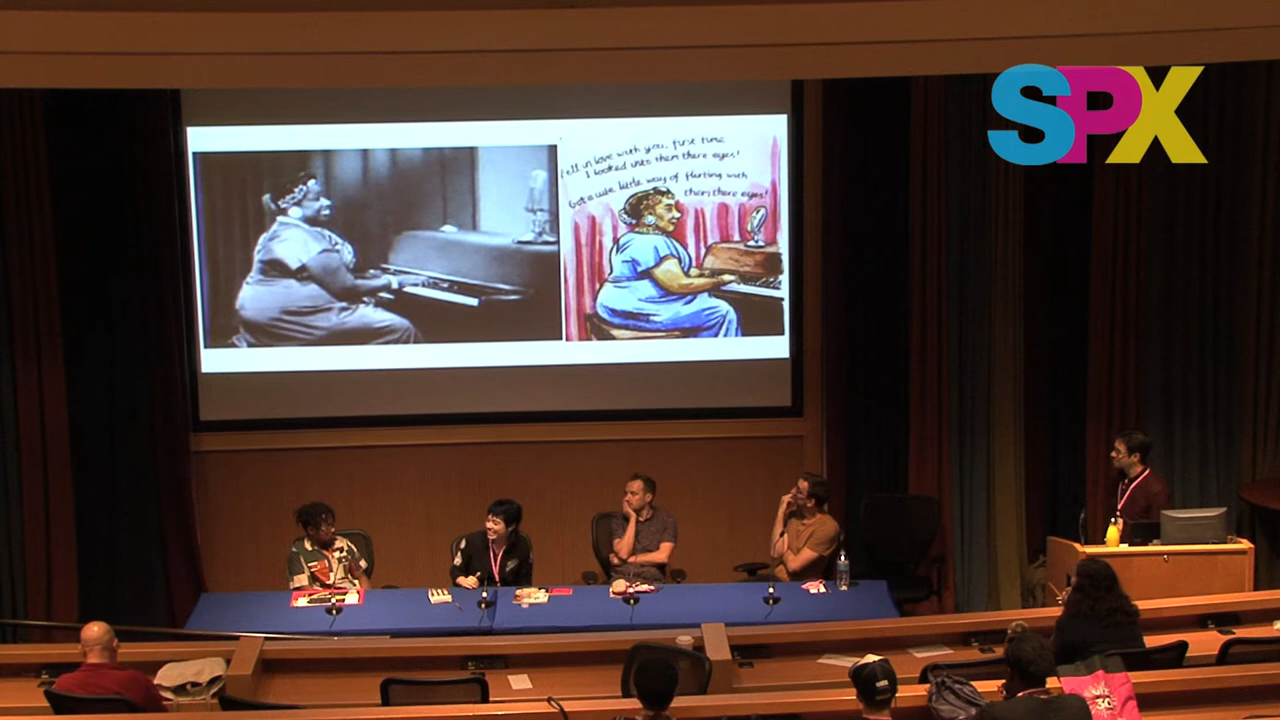 SPX
fell in love with you, first time
I looked into them there eyes!
Got a cute little way of flirting with
them there eyes!
30